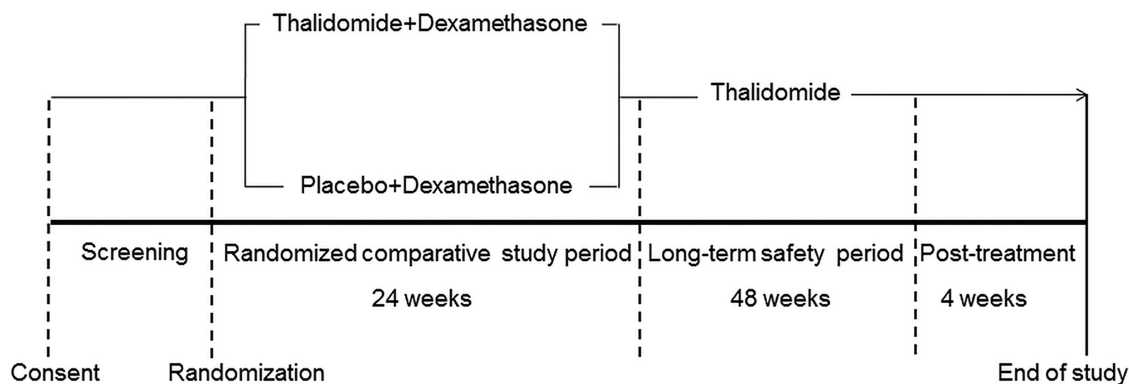 Thalidomide+Dexamethasone
Thalidomide
Placebo+Dexamethasone
Screening
Randomized comparative study period
Long-term safety period
Post-treatment
24 weeks
48 weeks
4 weeks
Consent
Randomization
End of study